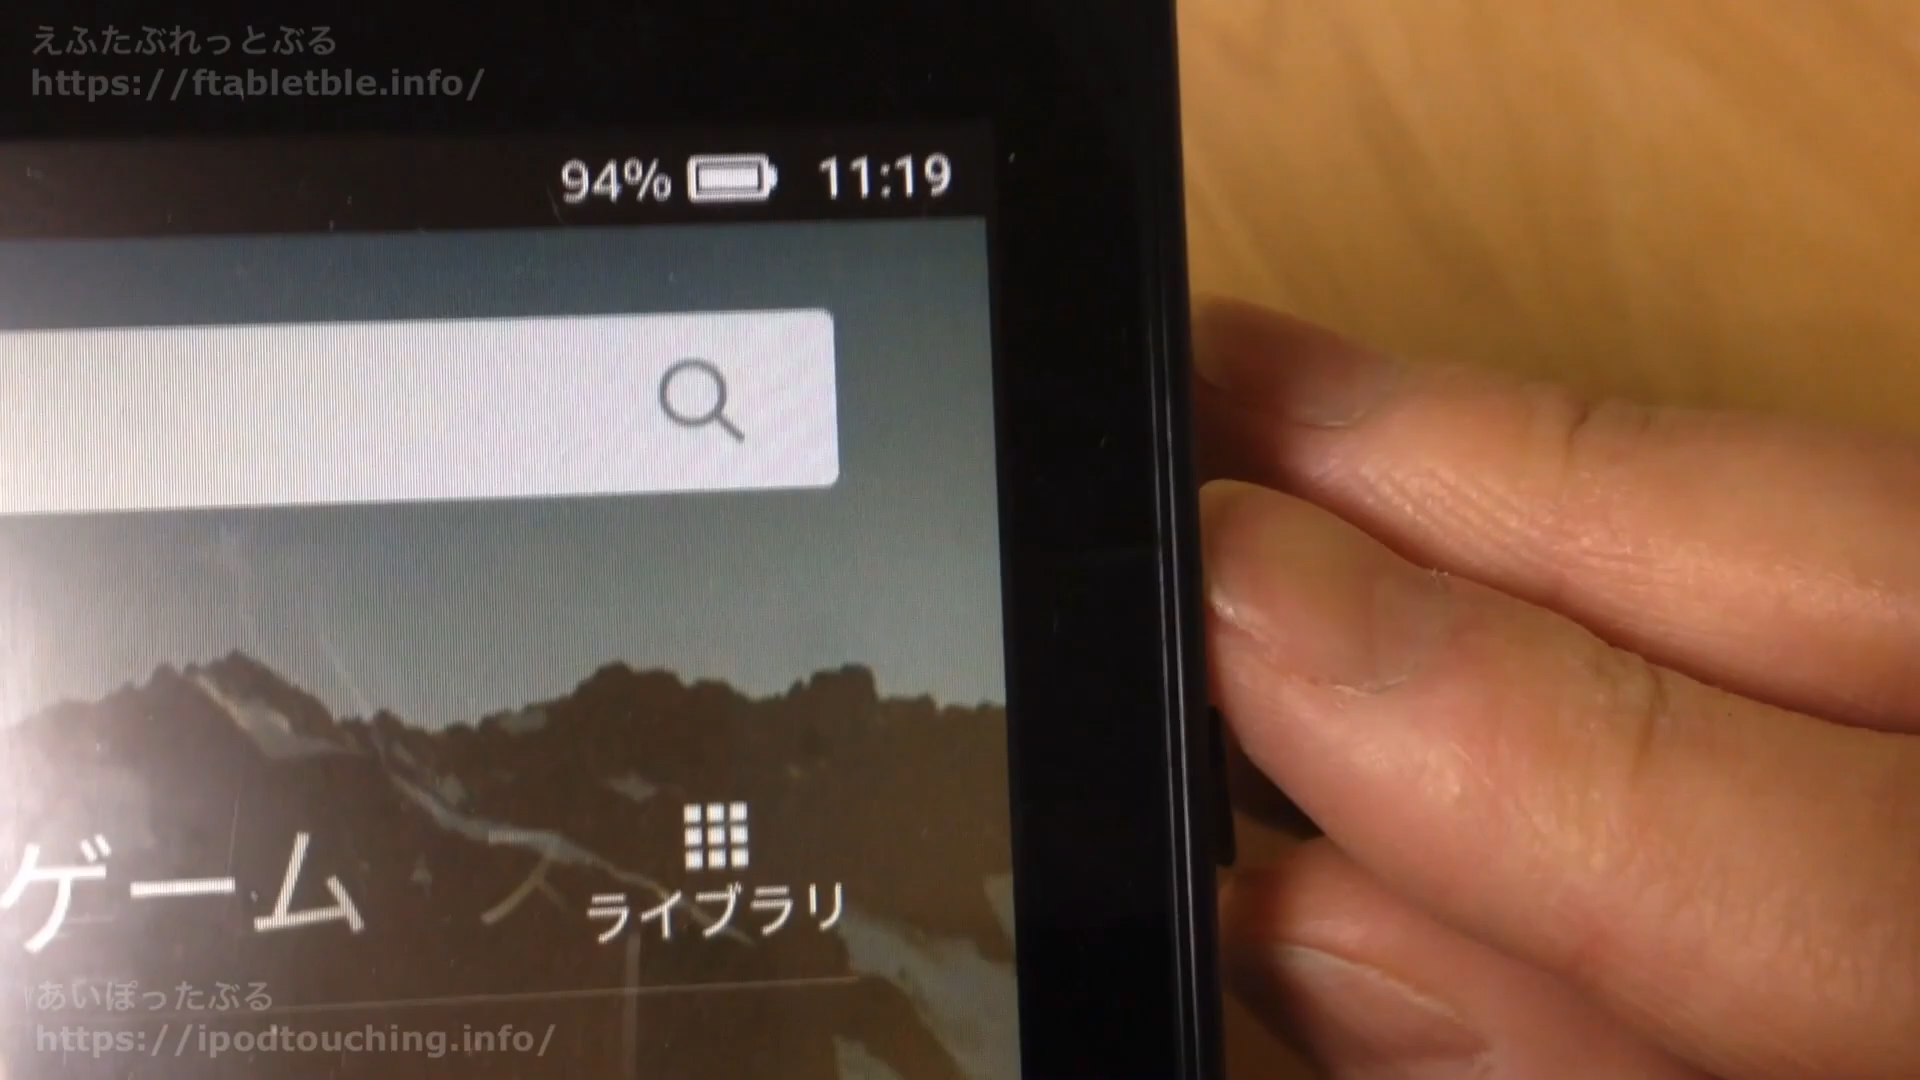 えふたぶれっとぶる
https://ftabletble.info/
94% 11:19
ゲーム
ライブラリ
あいぽったぶる
https://ipodtouching.info/